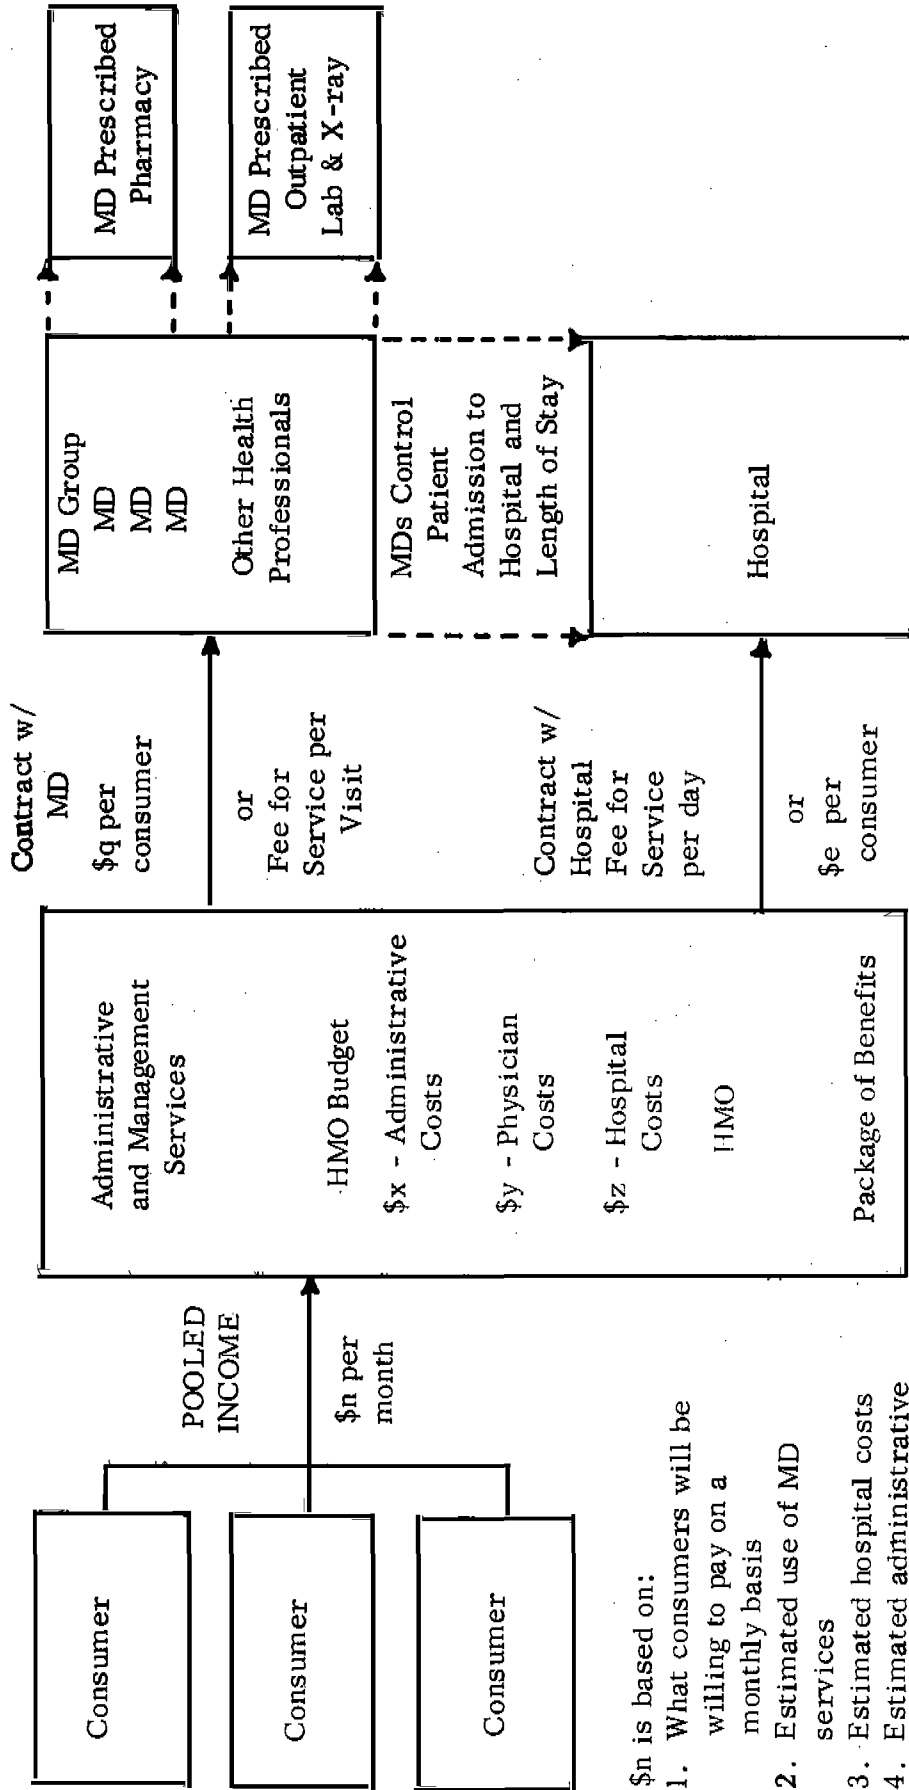 Consumer
Consumer
Consumer
$n is based on:
1. What consumers will be
willing to pay on a
monthly basis
2. Estimated use of MD
services
3. Estimated hospital costs
4. Estimated administrative
POOLED
INCOME
$n per
month
Administrative
and Management
Services
HMO Budget
$x - Administrative
Costs
$y - Physician
Costs
$z - Hospital
Costs
HMO
Package of Benefits
Contract w/
MD
$q per
consumer
or
Fee for
Service per
Visit
Contract w/
Hospital
Fee for
Service
per day
or
$e per
consumer
MD Group
MD
MD
MD
Other Health
Professionals
MDs Control
Patient
Admission to
Hospital and
Length of Stay
Hospital
MD Prescribed
Pharmacy
MD Prescribed
Outpatient
Lab & X-ray